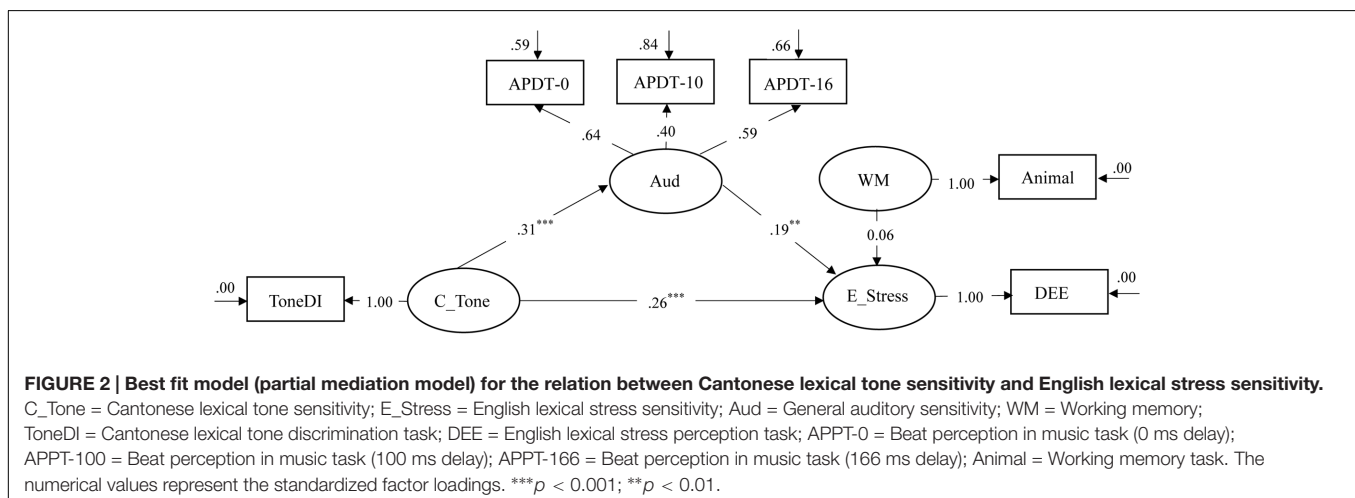 .59 .84 .66
APDT-0 APDT-10 APDT-16
.64 .40 .59
Aud WM 1.00 Animal .00
.31*** .19** 0.06
.00 ToneDI 1.00 C_Tone .26*** E_Stress 1.00 DEE .00
FIGURE 2 | Best fit model (partial mediation model) for the relation between Cantonese lexical tone sensitivity and English lexical stress sensitivity.
C_Tone = Cantonese lexical tone sensitivity; E_Stress = English lexical stress sensitivity; Aud = General auditory sensitivity; WM = Working memory;
ToneDI = Cantonese lexical tone discrimination task; DEE = English lexical stress perception task; APPT-0 = Beat perception in music task (0 ms delay);
APPT-100 = Beat perception in music task (100 ms delay); APPT-166 = Beat perception in music task (166 ms delay); Animal = Working memory task. The
numerical values represent the standardized factor loadings. ***p < 0.001; **p < 0.01.